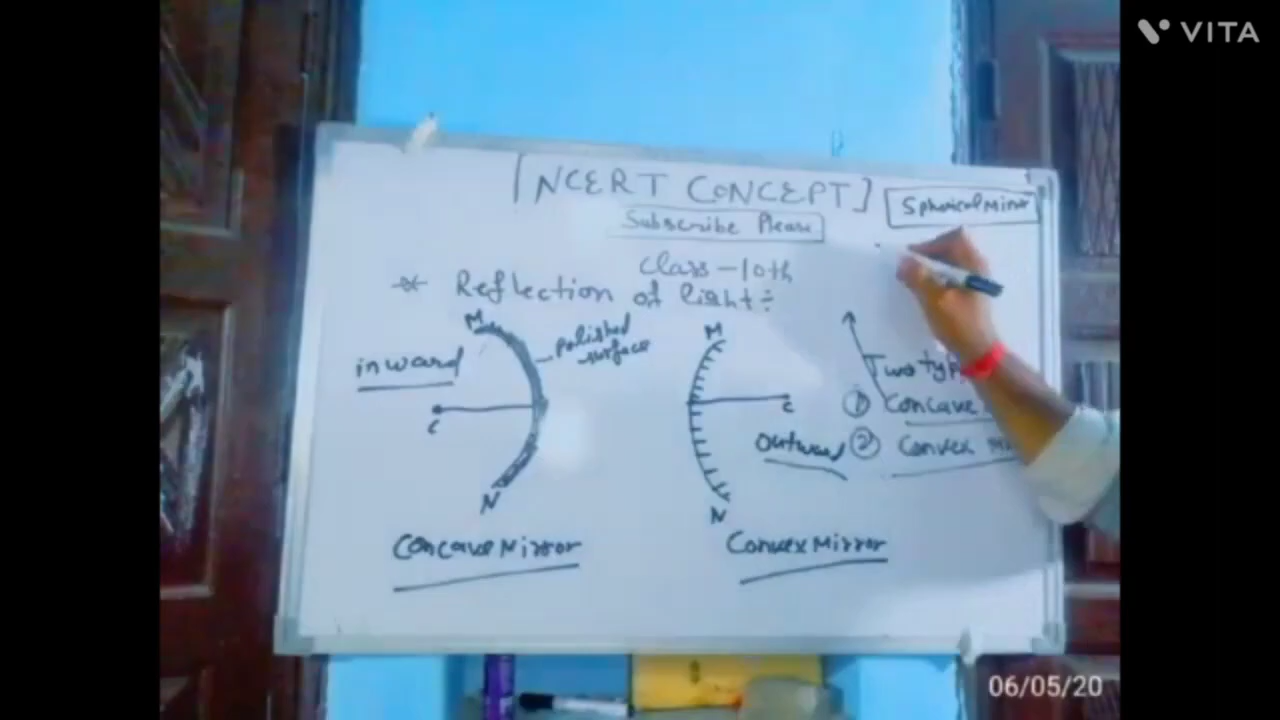 VITA
[NCERT CONCEPT]
Spherical Mirror
Subscribe Please
Class-10th
* Reflection of light ÷
M
polished
surface
inward
C
N
Concave Mirror
M
C
outward
N
Convex Mirror
Two typ
① Concave
② Convex
06/05/20